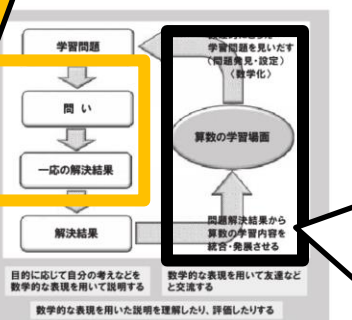 学習問題
学習問題を見いだす
(問題発見・設定)
(数学化)
問い
算数の学習場面
一応の解決結果
解決結果
問題解決結果から
算数の学習内容を
統合・発展させる
目的に応じて自分の考えなどを
数学的な表現を用いて説明する
数学的な表現を用いて友達など
と交流する
数学的な表現を用いた説明を理解したり、評価したりする